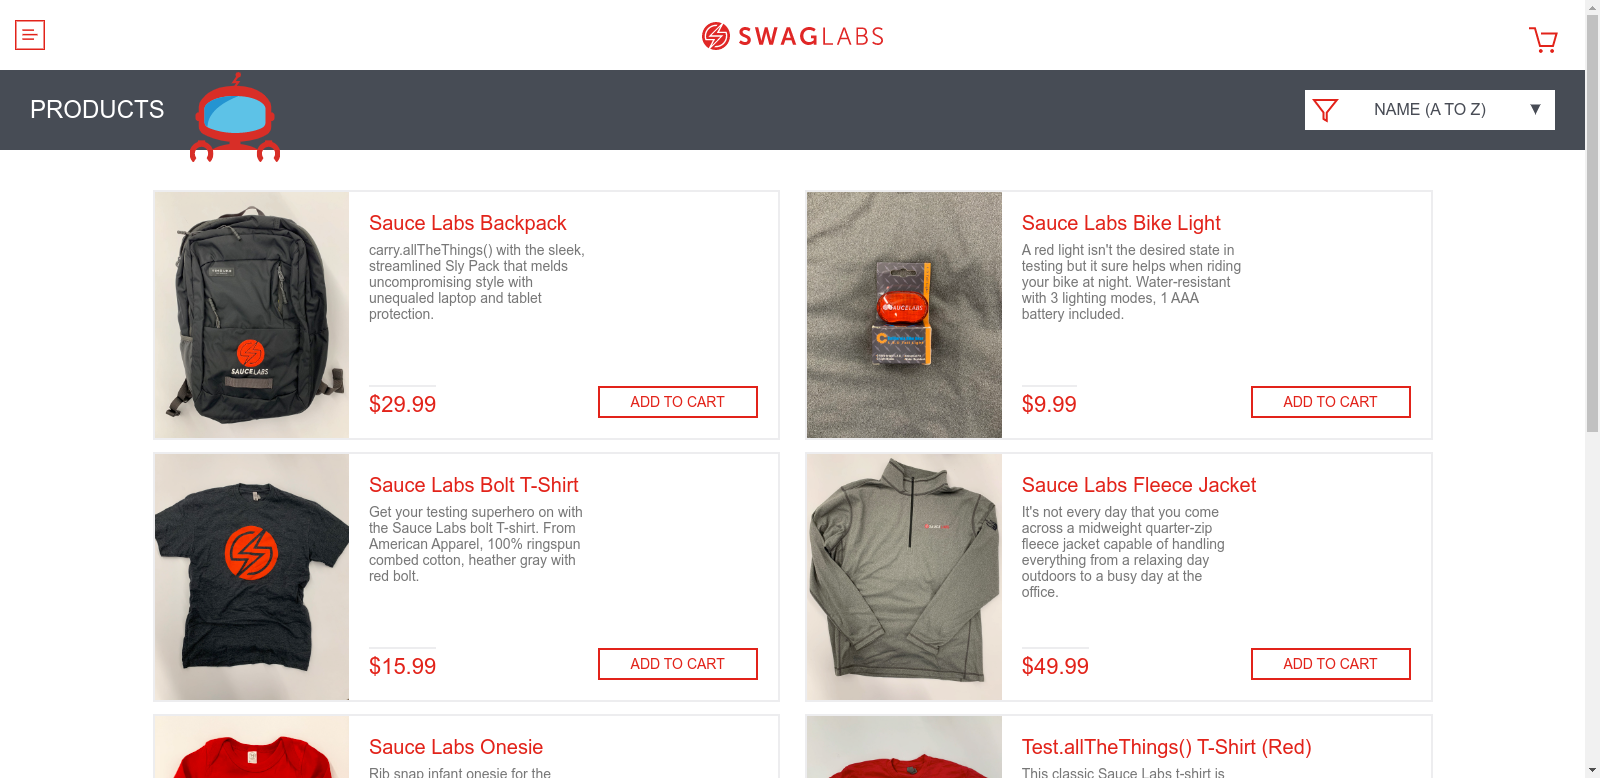 SWAGLABS
PRODUCTS
NAME (A TO Z)
Sauce Labs Backpack
carry.allTheThings() with the sleek,
streamlined Sly Pack that melds
uncompromising style with
unequaled laptop and tablet
protection.
SAUCELABS
$29.99
ADD TO CART
Sauce Labs Bike Light
A red light isn't the desired state in
testing but it sure helps when riding
your bike at night. Water-resistant
with 3 lighting modes, 1 AAA
battery included.
SAUCELABS
$9.99
ADD TO CART
Sauce Labs Bolt T-Shirt
Get your testing superhero on with
the Sauce Labs bolt T-shirt. From
American Apparel, 100% ringspun
combed cotton, heather gray with
red bolt.
$15.99
ADD TO CART
Sauce Labs Fleece Jacket
It's not every day that you come
across a midweight quarter-zip
fleece jacket capable of handling
everything from a relaxing day
outdoors to a busy day at the
office.
$49.99
ADD TO CART
Sauce Labs Onesie
Rib snap infant onesie for the
Test.allTheThings() T-Shirt (Red)
This classic Sauce Labs t-shirt is